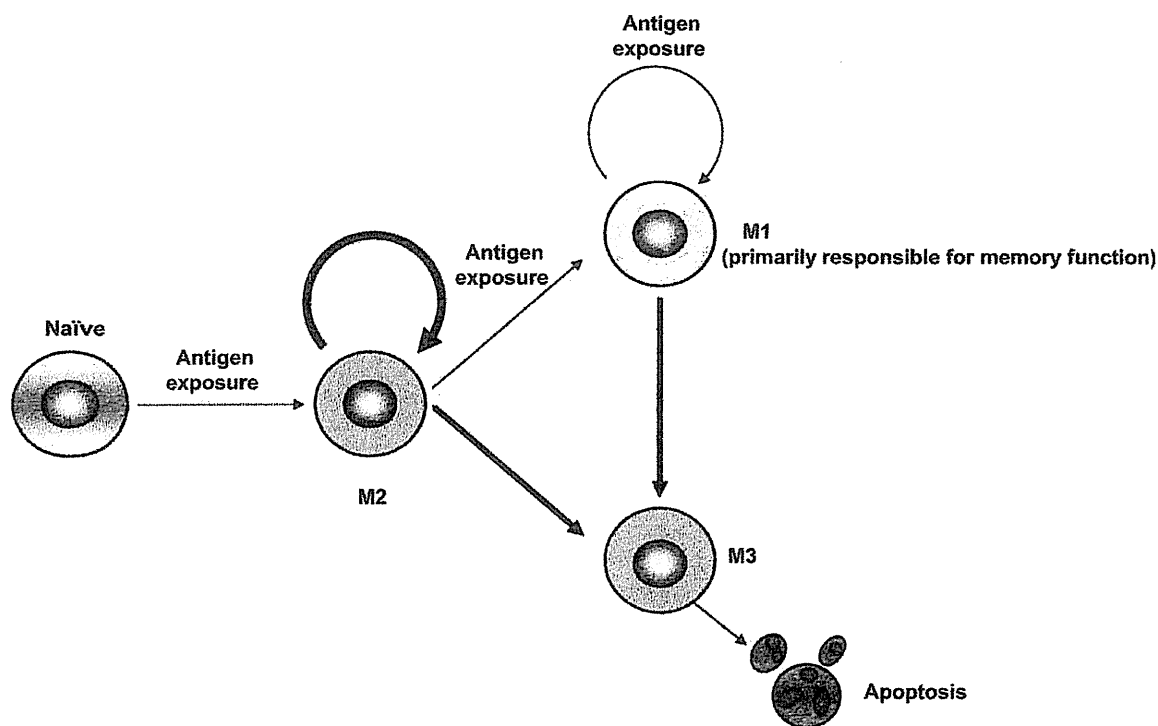 Antigen
exposure
M1
(primarily responsible for memory function)
Antigen
exposure
Naïve
Antigen
exposure
M2
M3
Apoptosis